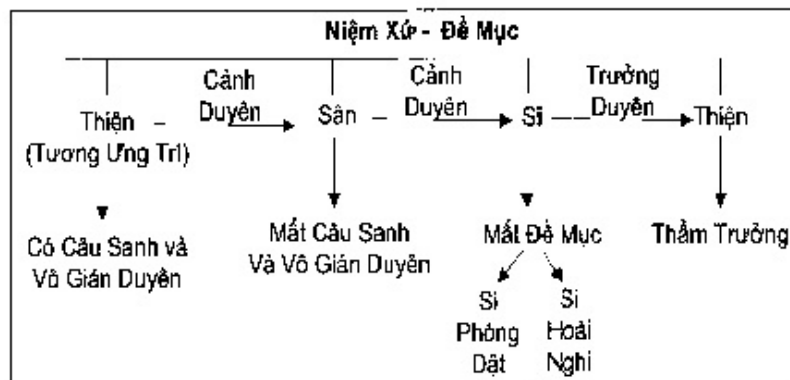 Niệm Xứ - Đề Mục
Cảnh
Duyên
Cảnh
Duyên
Trưởng
Duyên
Thiện
(Tương Ưng Trí)
Sân
Si
Thiện
Có Câu Sanh và
Vô Gián Duyên
Mất Câu Sanh
Và Vô Gián Duyên
Mất Đề Mục
Thẩm Trưởng
Si
Phóng
Dật
Si
Hoài
Nghi